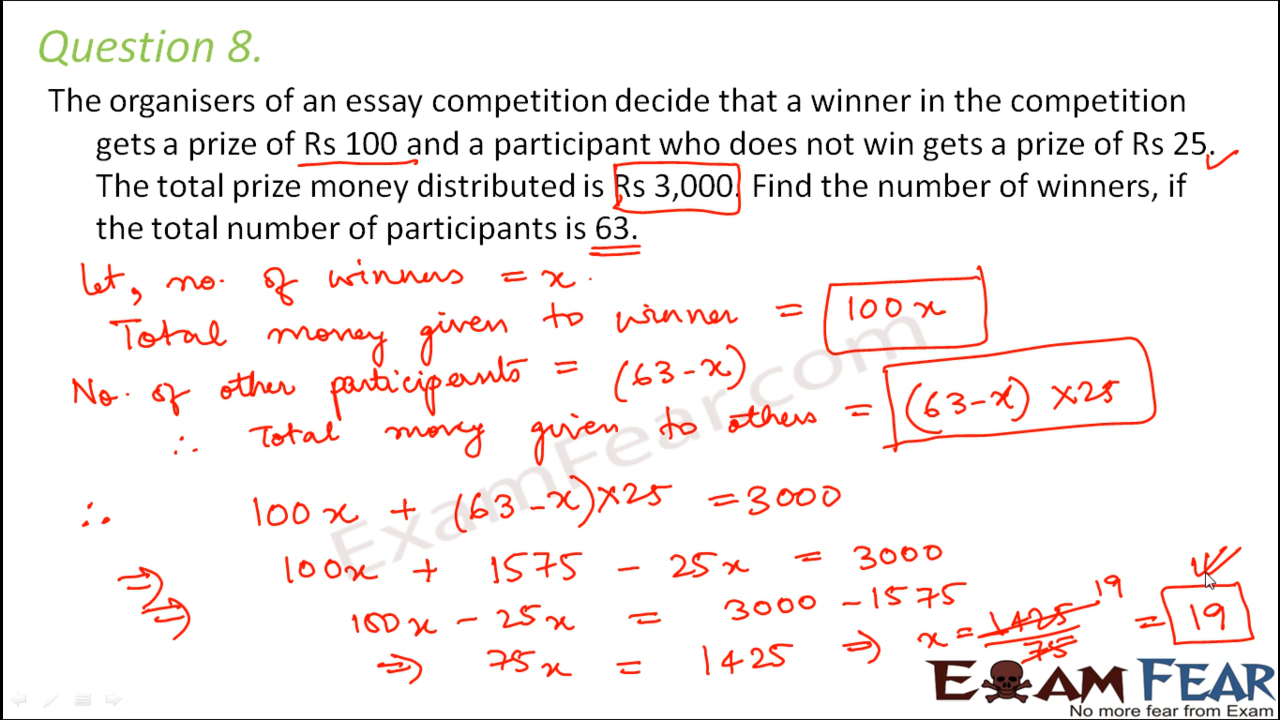 Question 8.
The organisers of an essay competition decide that a winner in the competition
gets a prize of Rs 100 and a participant who does not win gets a prize of Rs 25.
The total prize money distributed is Rs 3,000. Find the number of winners, if
the total number of participants is 63.
Let, no. of winners = x.
Total money given to winner = 100x
No. of other participants = (63-x)
∴ Total money given to others = (63-x) ×25
∴ 100x + (63-x)×25 = 3000
⇒ 100x + 1575 - 25x = 3000
⇒ 100x - 25x = 3000 - 1575
⇒ 75x = 1425 ⇒ x = 1425/75 19 = 19
ExamFear.com
EXAM FEAR
No more fear from Exam